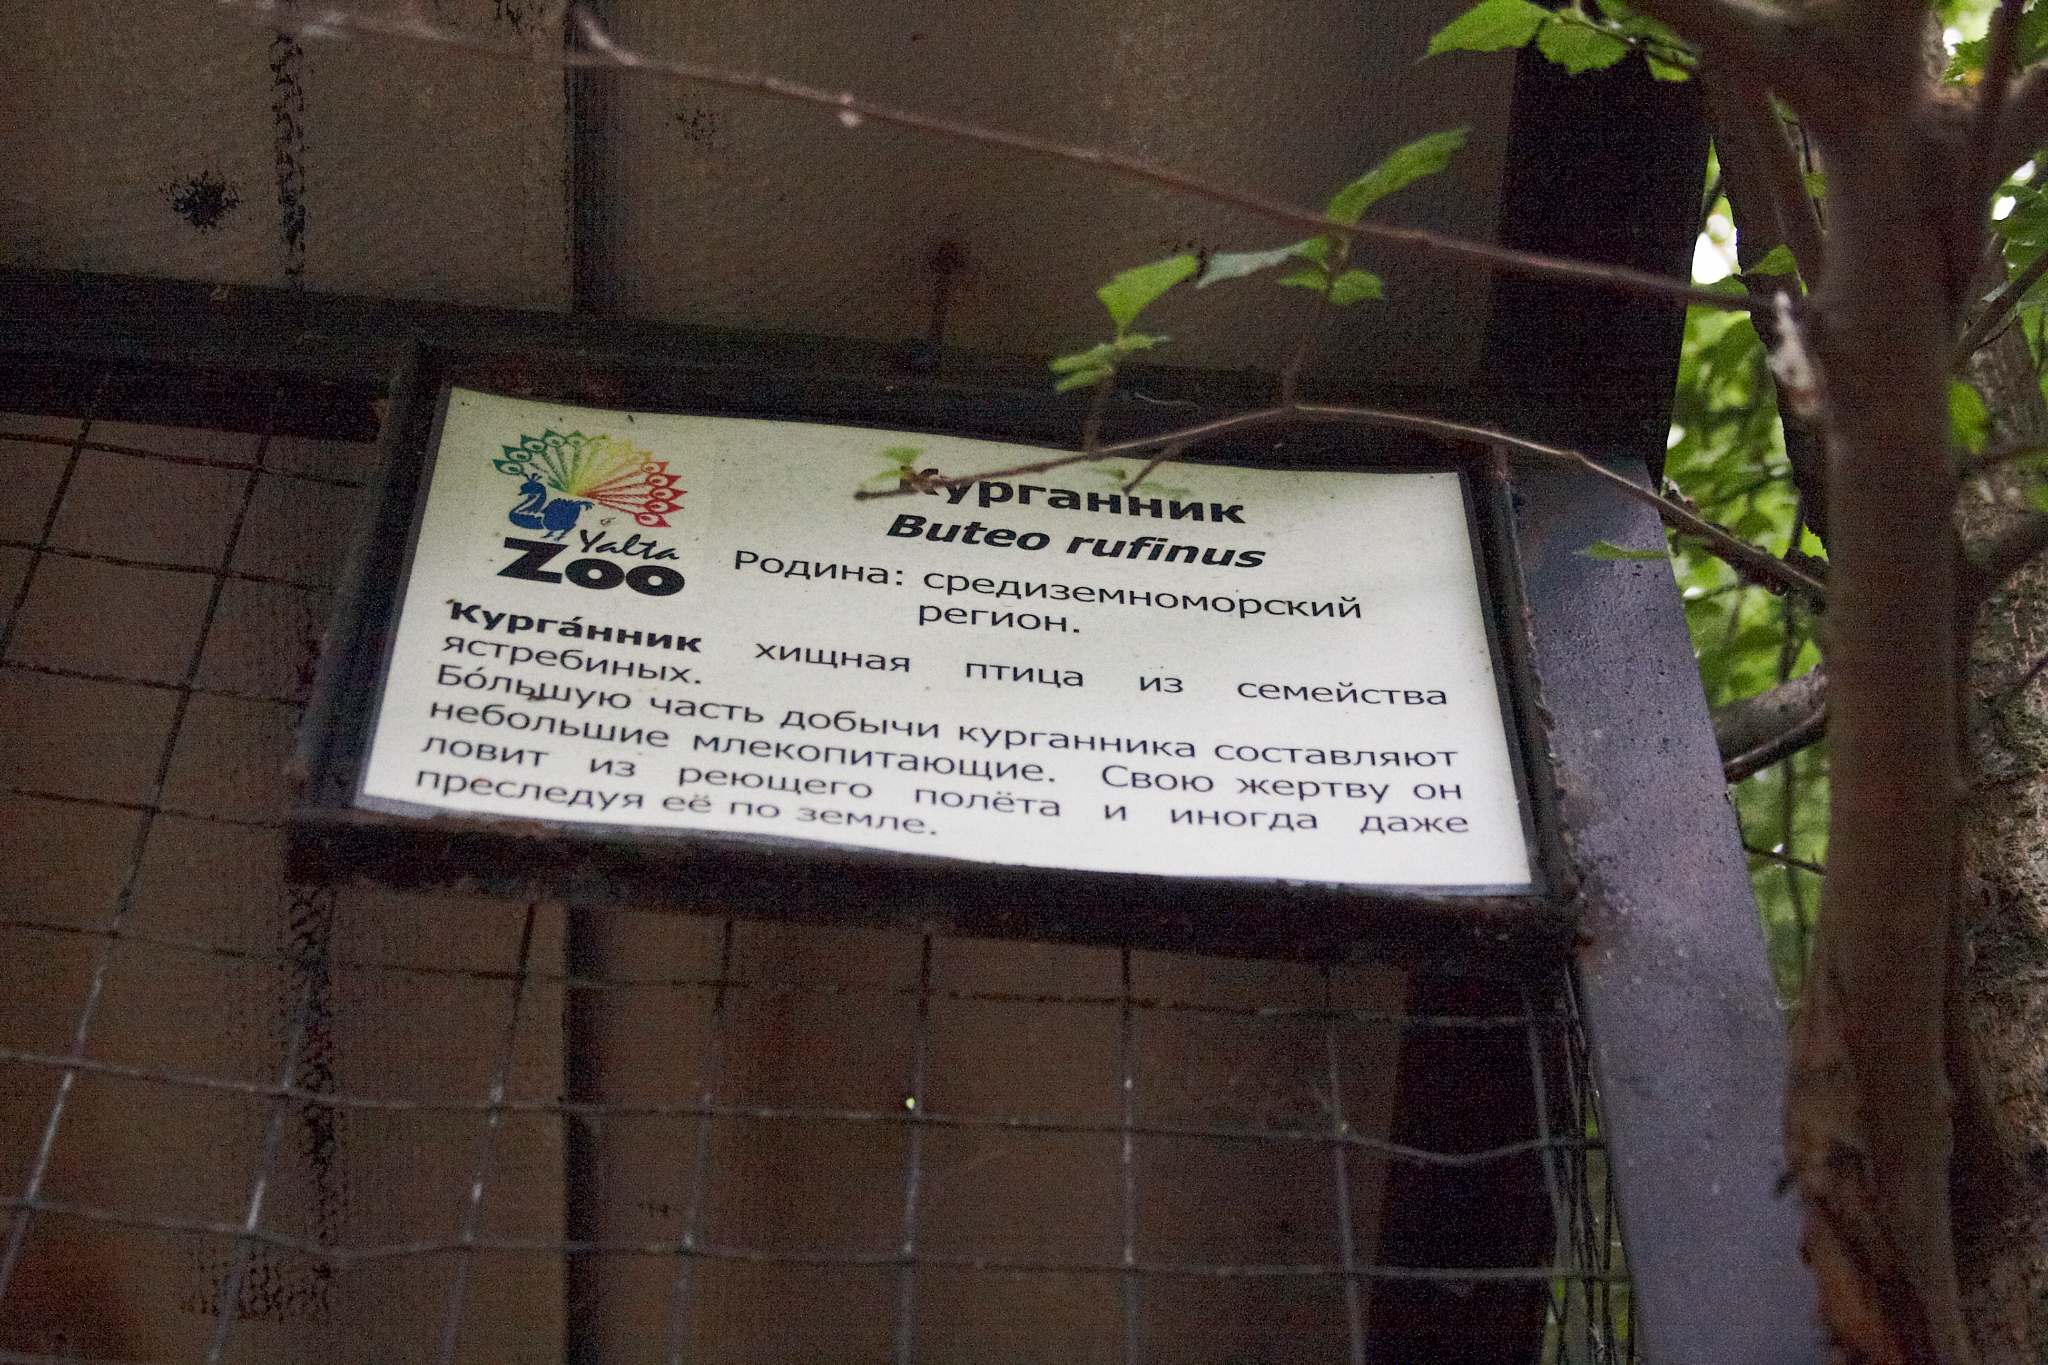 Yalta
ZOO
Курганник
Buteo rufinus
Родина: средиземноморский
регион.
Курга́нник хищная птица из семейства
ястребиных.
Бо́льшую часть добычи курганника составляют
небольшие млекопитающие. Свою жертву он
ловит из реющего полёта и иногда даже
преследуя её по земле.